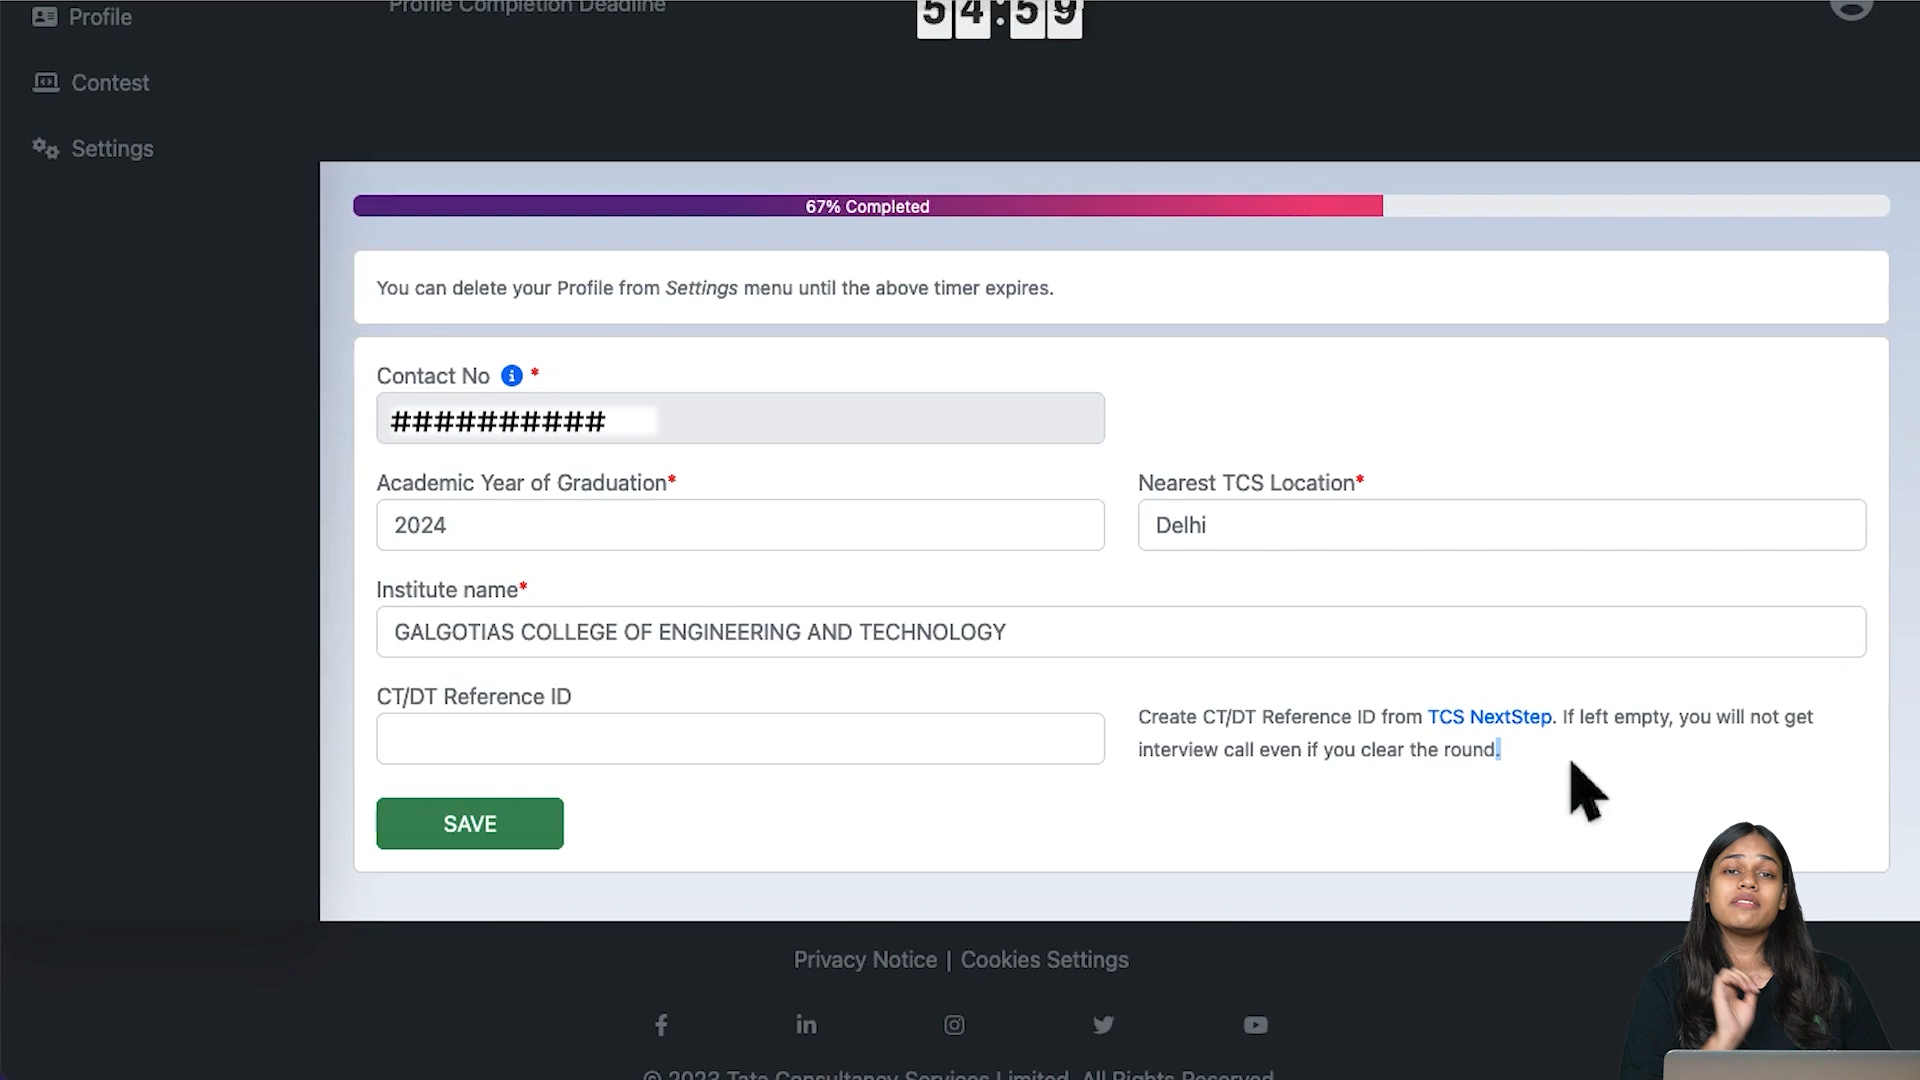 Profile
Profile Completion Deadline
54:59
Contest
Settings
67% Completed
You can delete your Profile from Settings menu until the above timer expires.
Contact No *
##########
Academic Year of Graduation*
Nearest TCS Location*
2024
Delhi
Institute name*
GALGOTIAS COLLEGE OF ENGINEERING AND TECHNOLOGY
CT/DT Reference ID
Create CT/DT Reference ID from TCS NextStep. If left empty, you will not get
interview call even if you clear the round.
SAVE
Privacy Notice | Cookies Settings
© 2023 Tata Consultancy Services Limited. All Rights Reserved